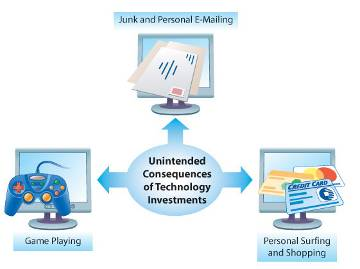 Junk and Personal E-Mailing
Unintended
Consequences
of Technology
Investments
CREDIT CARD
Game Playing
Personal Surfing
and Shopping